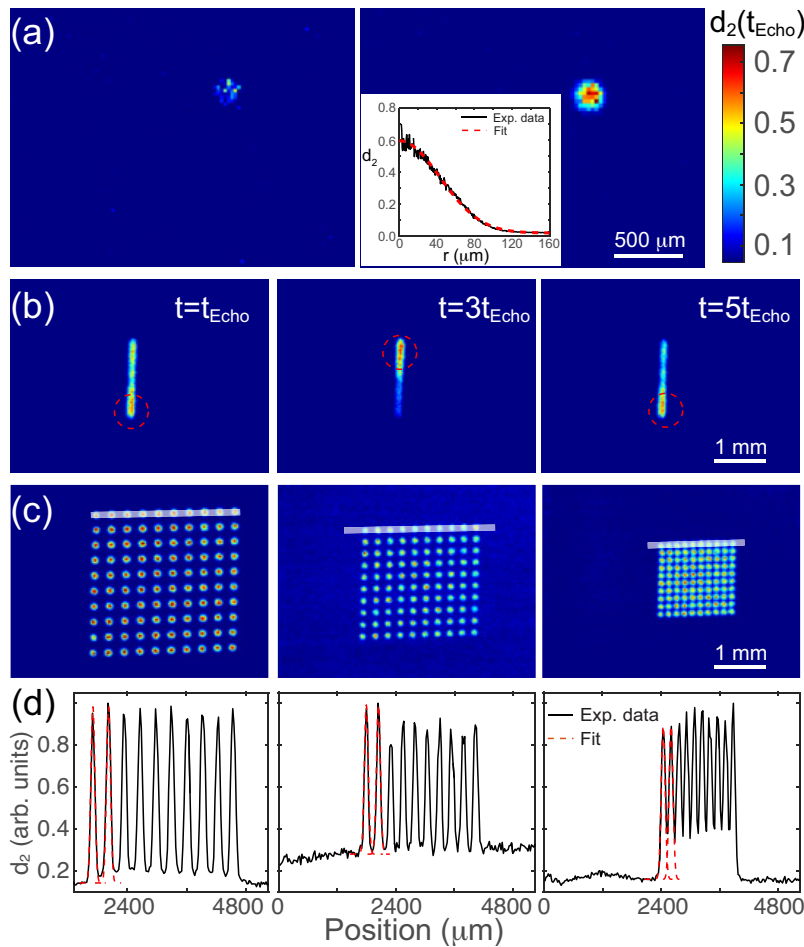 (a)
d2(tEcho)
0.7
0.5
0.3
0.1
0.8
0.6
0.4
0.2
0.0
d2
Exp. data
Fit
0 40 80 120 160
r (μm)
500 μm
(b)
t=tEcho
t=3tEcho
t=5tEcho
1 mm
(c)
1 mm
(d)
0.8
0.6
0.4
0.2
d2 (arb. units)
Exp. data
Fit
2400 4800 0 2400 4800 0 2400 4800
Position (μm)